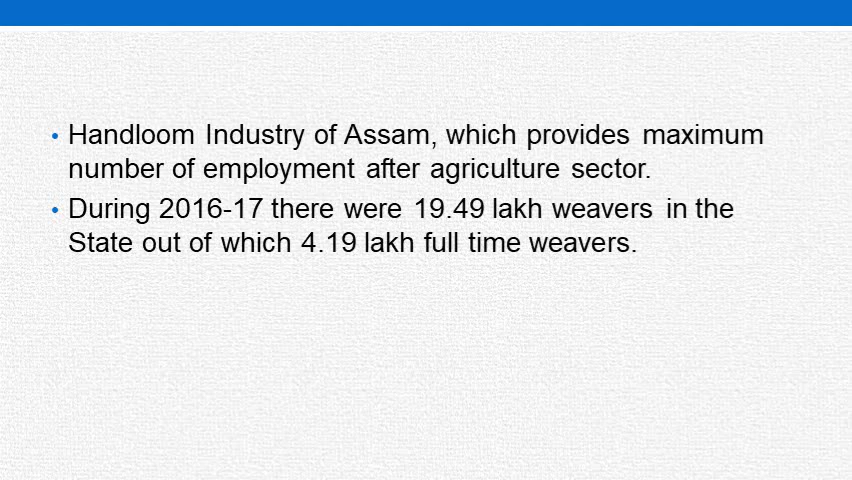 • Handloom Industry of Assam, which provides maximum
number of employment after agriculture sector.
• During 2016-17 there were 19.49 lakh weavers in the
State out of which 4.19 lakh full time weavers.